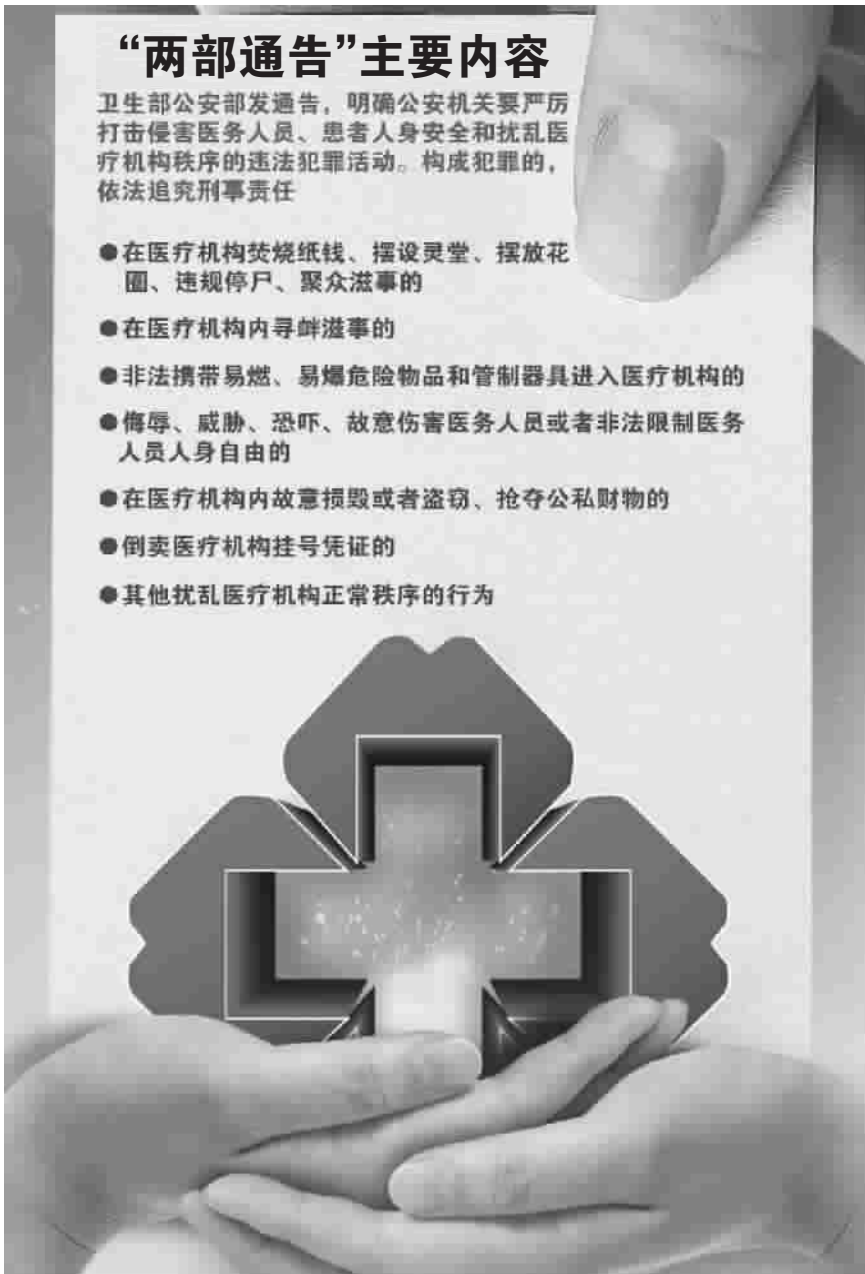 “两部通告”主要内容
卫生部公安部发通告，明确公安机关要严厉
打击侵害医务人员、患者人身安全和扰乱医
疗机构秩序的违法犯罪活动。构成犯罪的，
依法追究刑事责任
●在医疗机构焚烧纸钱、摆设灵堂、摆放花
圈、违规停尸、聚众滋事的
●在医疗机构内寻衅滋事的
●非法携带易燃、易爆危险物品和管制器具进入医疗机构的
●侮辱、威胁、恐吓、故意伤害医务人员或者非法限制医务
人员人身自由的
●在医疗机构内故意损毁或者盗窃、抢夺公私财物的
●倒卖医疗机构挂号凭证的
●其他扰乱医疗机构正常秩序的行为